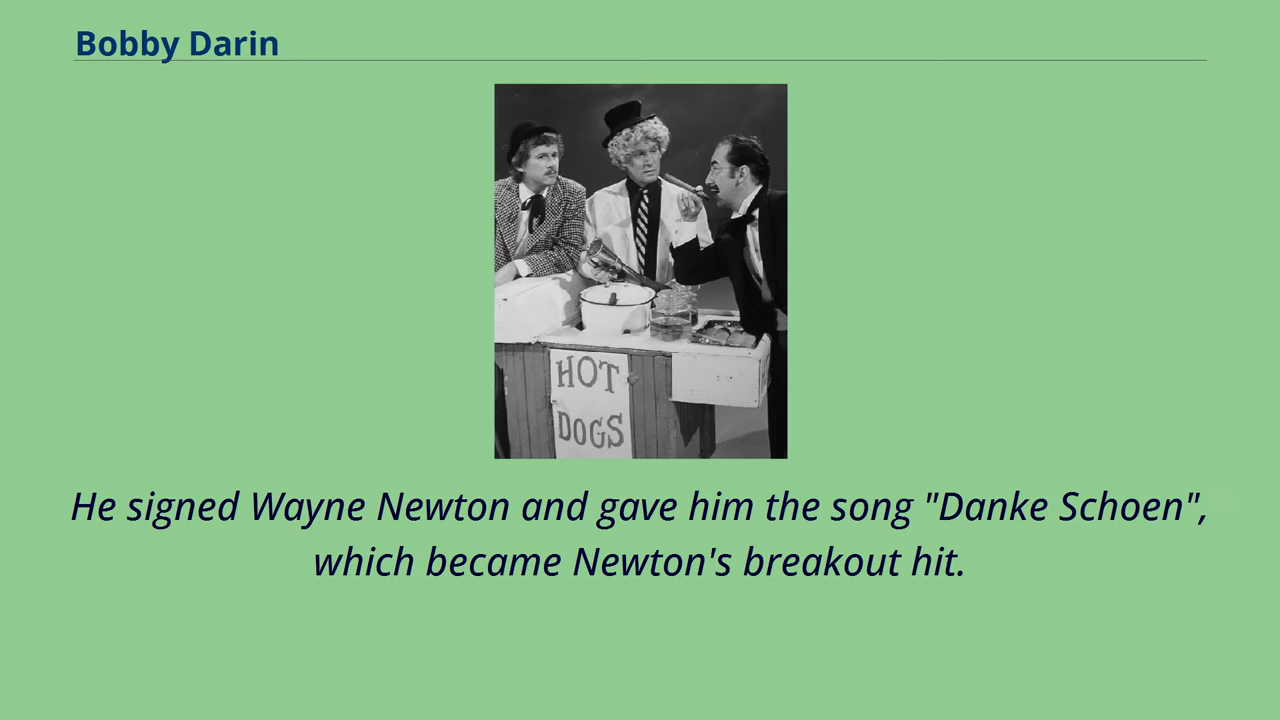 Bobby Darin
HOT
DOGS
He signed Wayne Newton and gave him the song "Danke Schoen",
which became Newton's breakout hit.